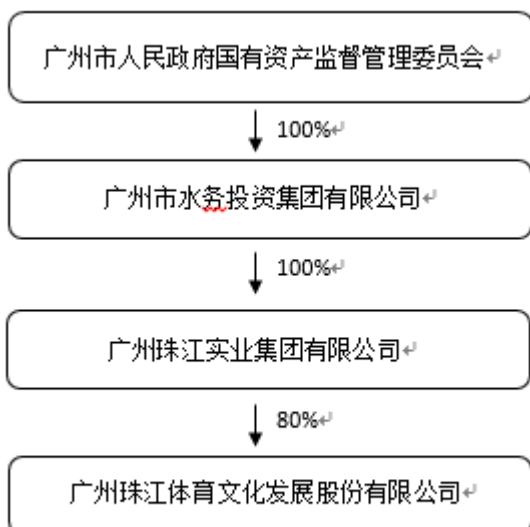 广州市人民政府国有资产监督管理委员会
100%
广州市水务投资集团有限公司
100%
广州珠江实业集团有限公司
80%
广州珠江体育文化发展股份有限公司